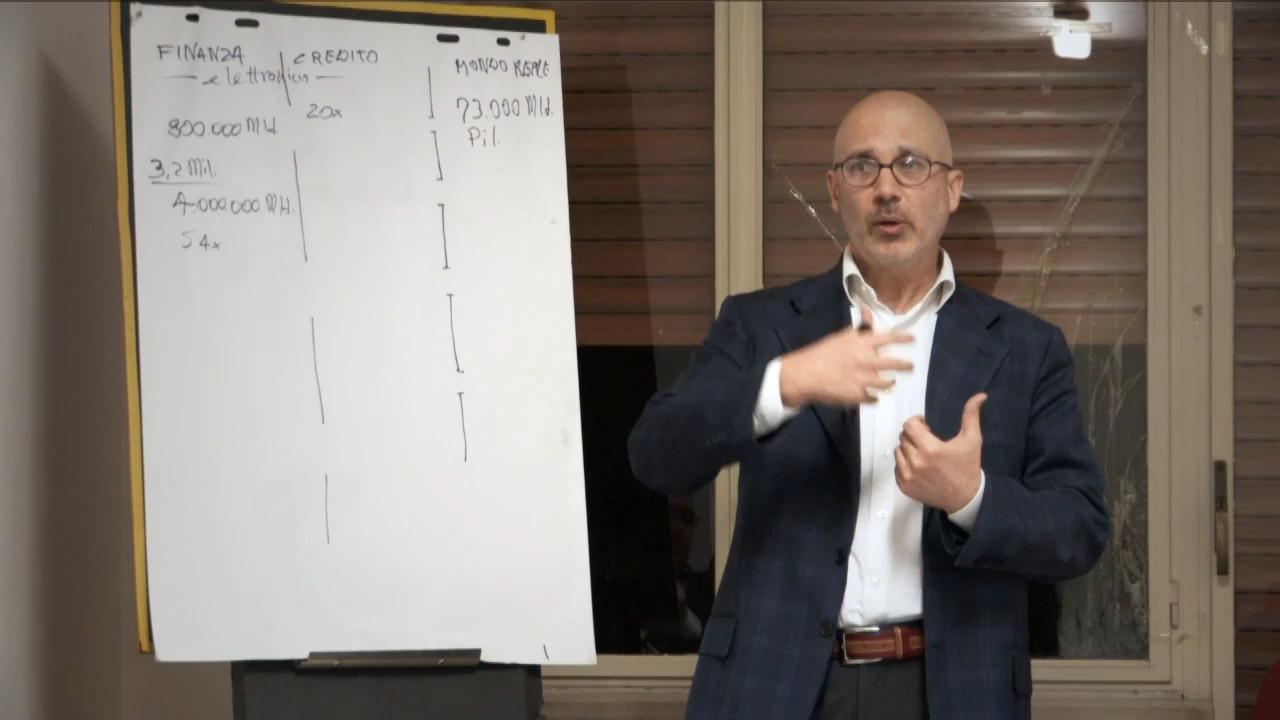 FINANZA
CREDITO
elettronica
20x
800.000 Mld.
3,2 Mil.
4.000.000 Mld.
54x
MONDO REALE
73.000 Mld.
Pil.